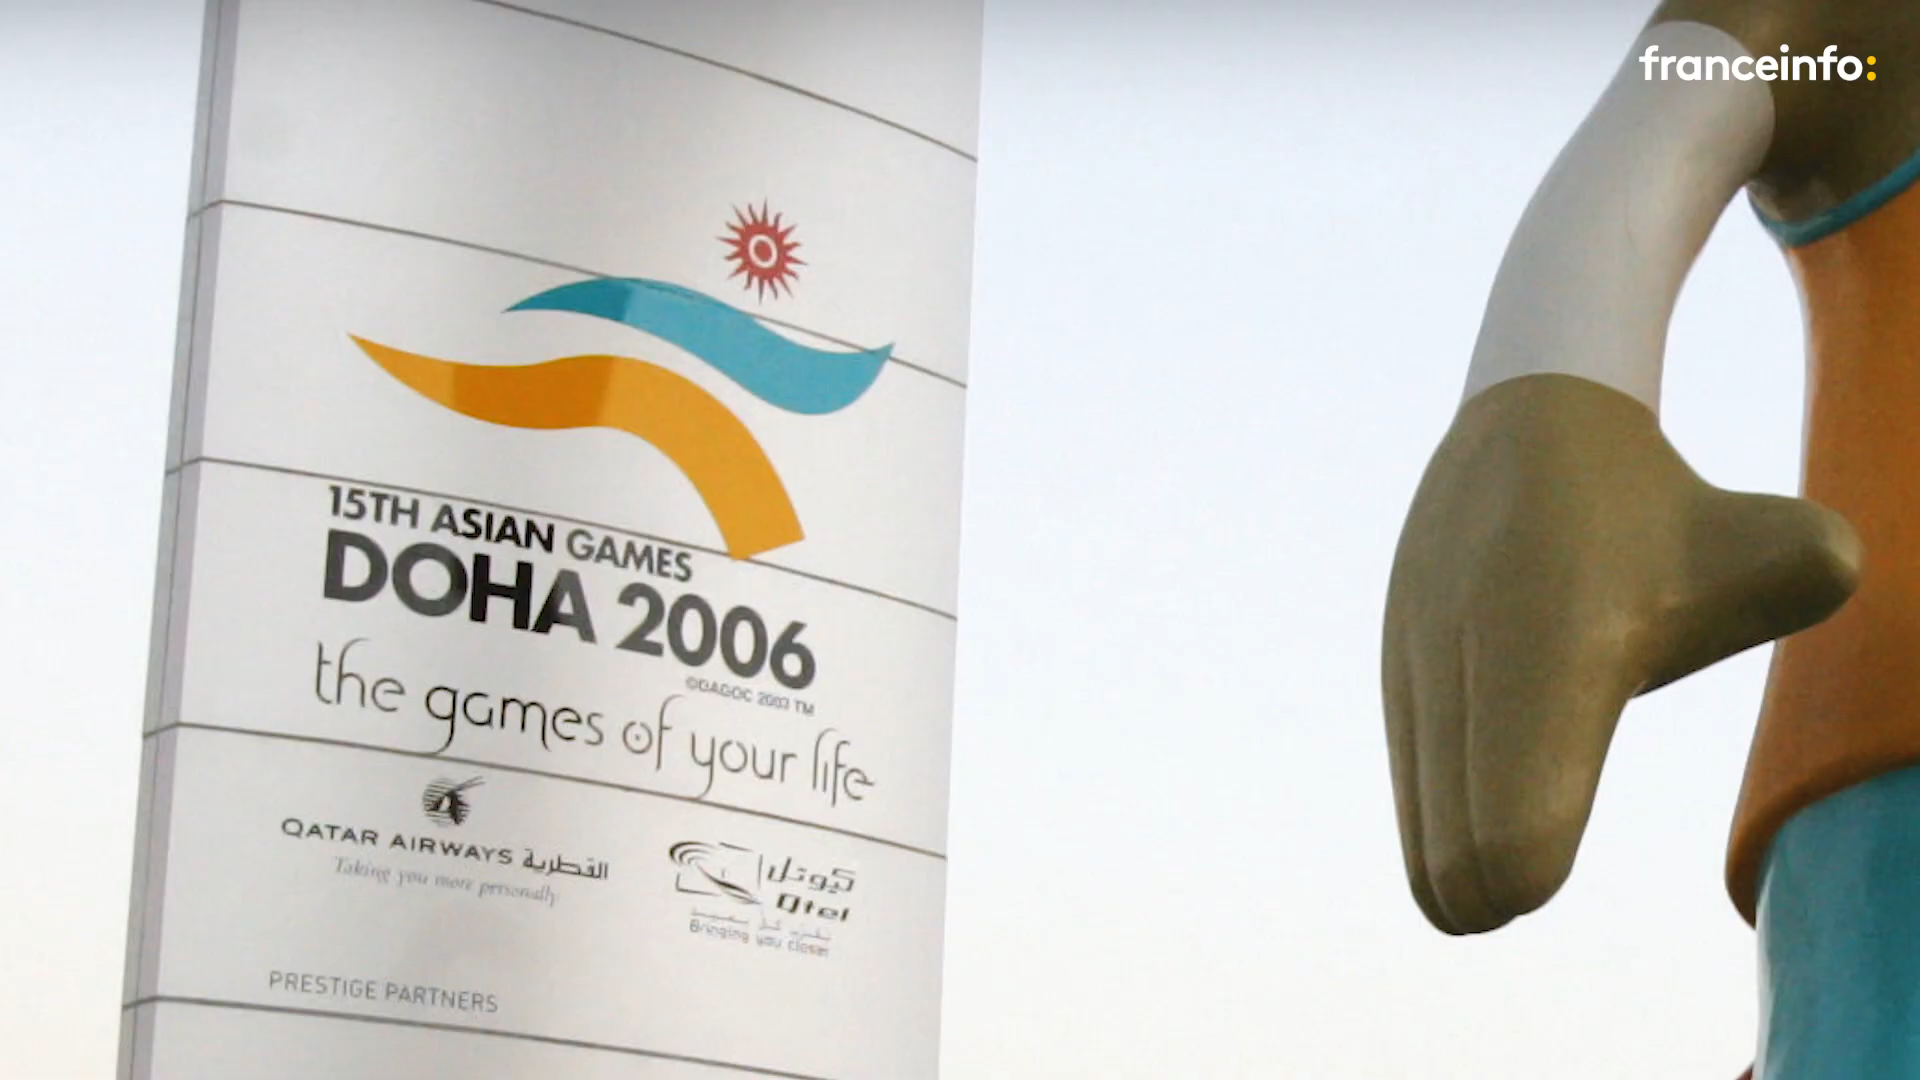 franceinfo:
15TH ASIAN GAMES
DOHA 2006
©DAGOC 2003 TM
the games of your life
QATAR AIRWAYS القطرية
Taking you more personally
كيوتل
Qtel
Bringing you closer
PRESTIGE PARTNERS